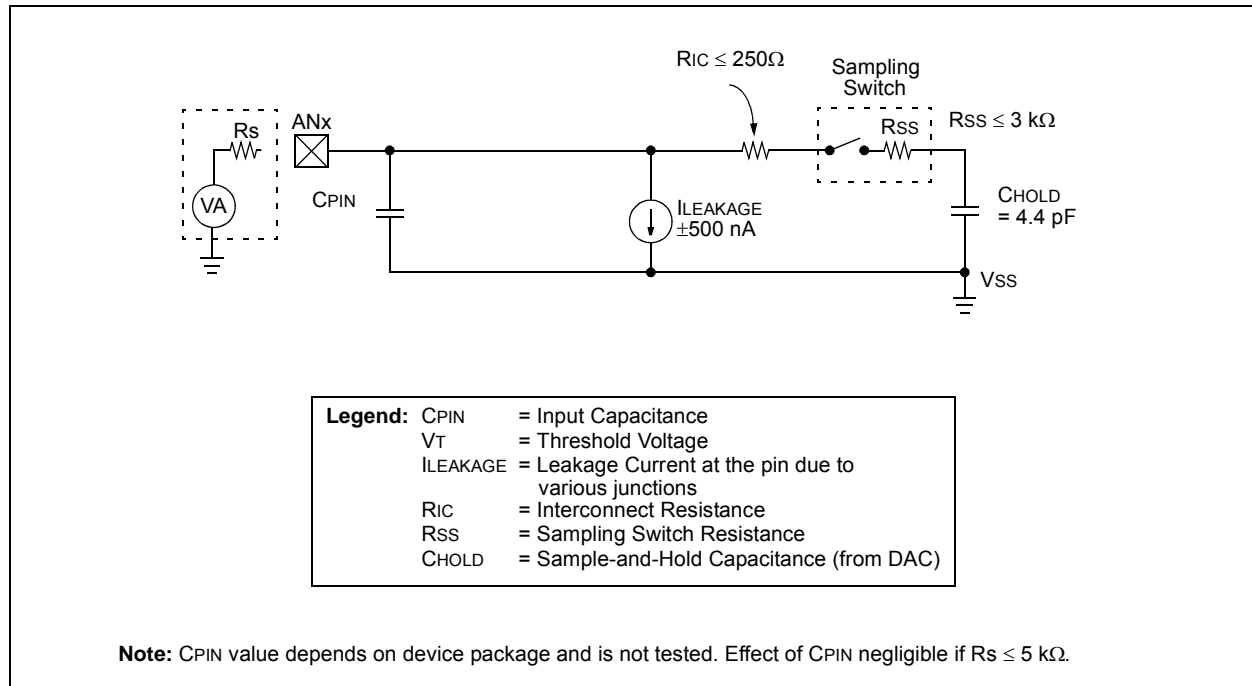 RIC ≤ 250Ω
Sampling
Switch
ANx
Rs
RSS
RSS ≤ 3 kΩ
VA
CPIN
ILEAKAGE
±500 nA
CHOLD
= 4.4 pF
VSS
Legend: CPIN = Input Capacitance
VT = Threshold Voltage
ILEAKAGE = Leakage Current at the pin due to
various junctions
RIC = Interconnect Resistance
RSS = Sampling Switch Resistance
CHOLD = Sample-and-Hold Capacitance (from DAC)
Note: CPIN value depends on device package and is not tested. Effect of CPIN negligible if Rs ≤ 5 kΩ.